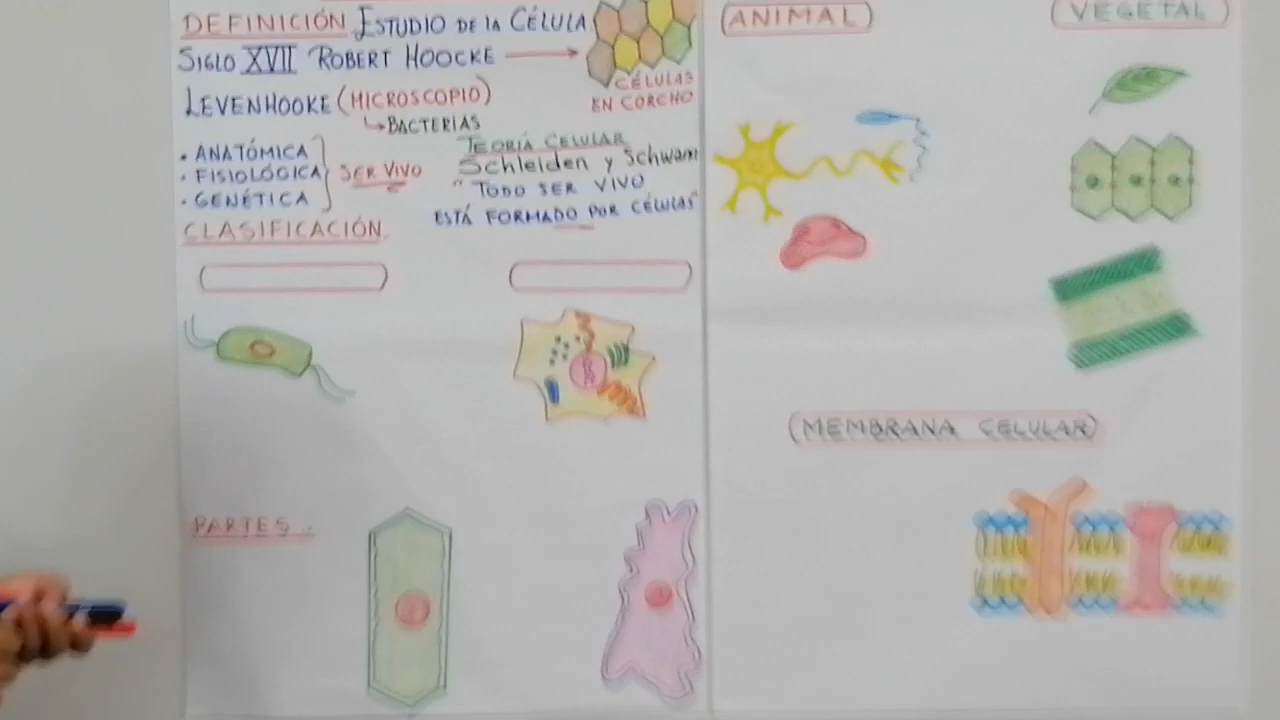 DEFINICIÓN ESTUDIO DE LA CÉLULA
SIGLO XVII ROBERT HOOCKE
CÉLULAS
EN CORCHO
LEVENHOOKE (MICROSCOPIO)
BACTERIAS
• ANATÓMICA
• FISIOLÓGICA
• GENÉTICA
SER VIVO
TEORÍA CELULAR
Schleiden y Schwann
"TODO SER VIVO
ESTÁ FORMADO POR CÉLULAS"
CLASIFICACIÓN
PARTES
ANIMAL
VEGETAL
(MEMBRANA CELULAR)